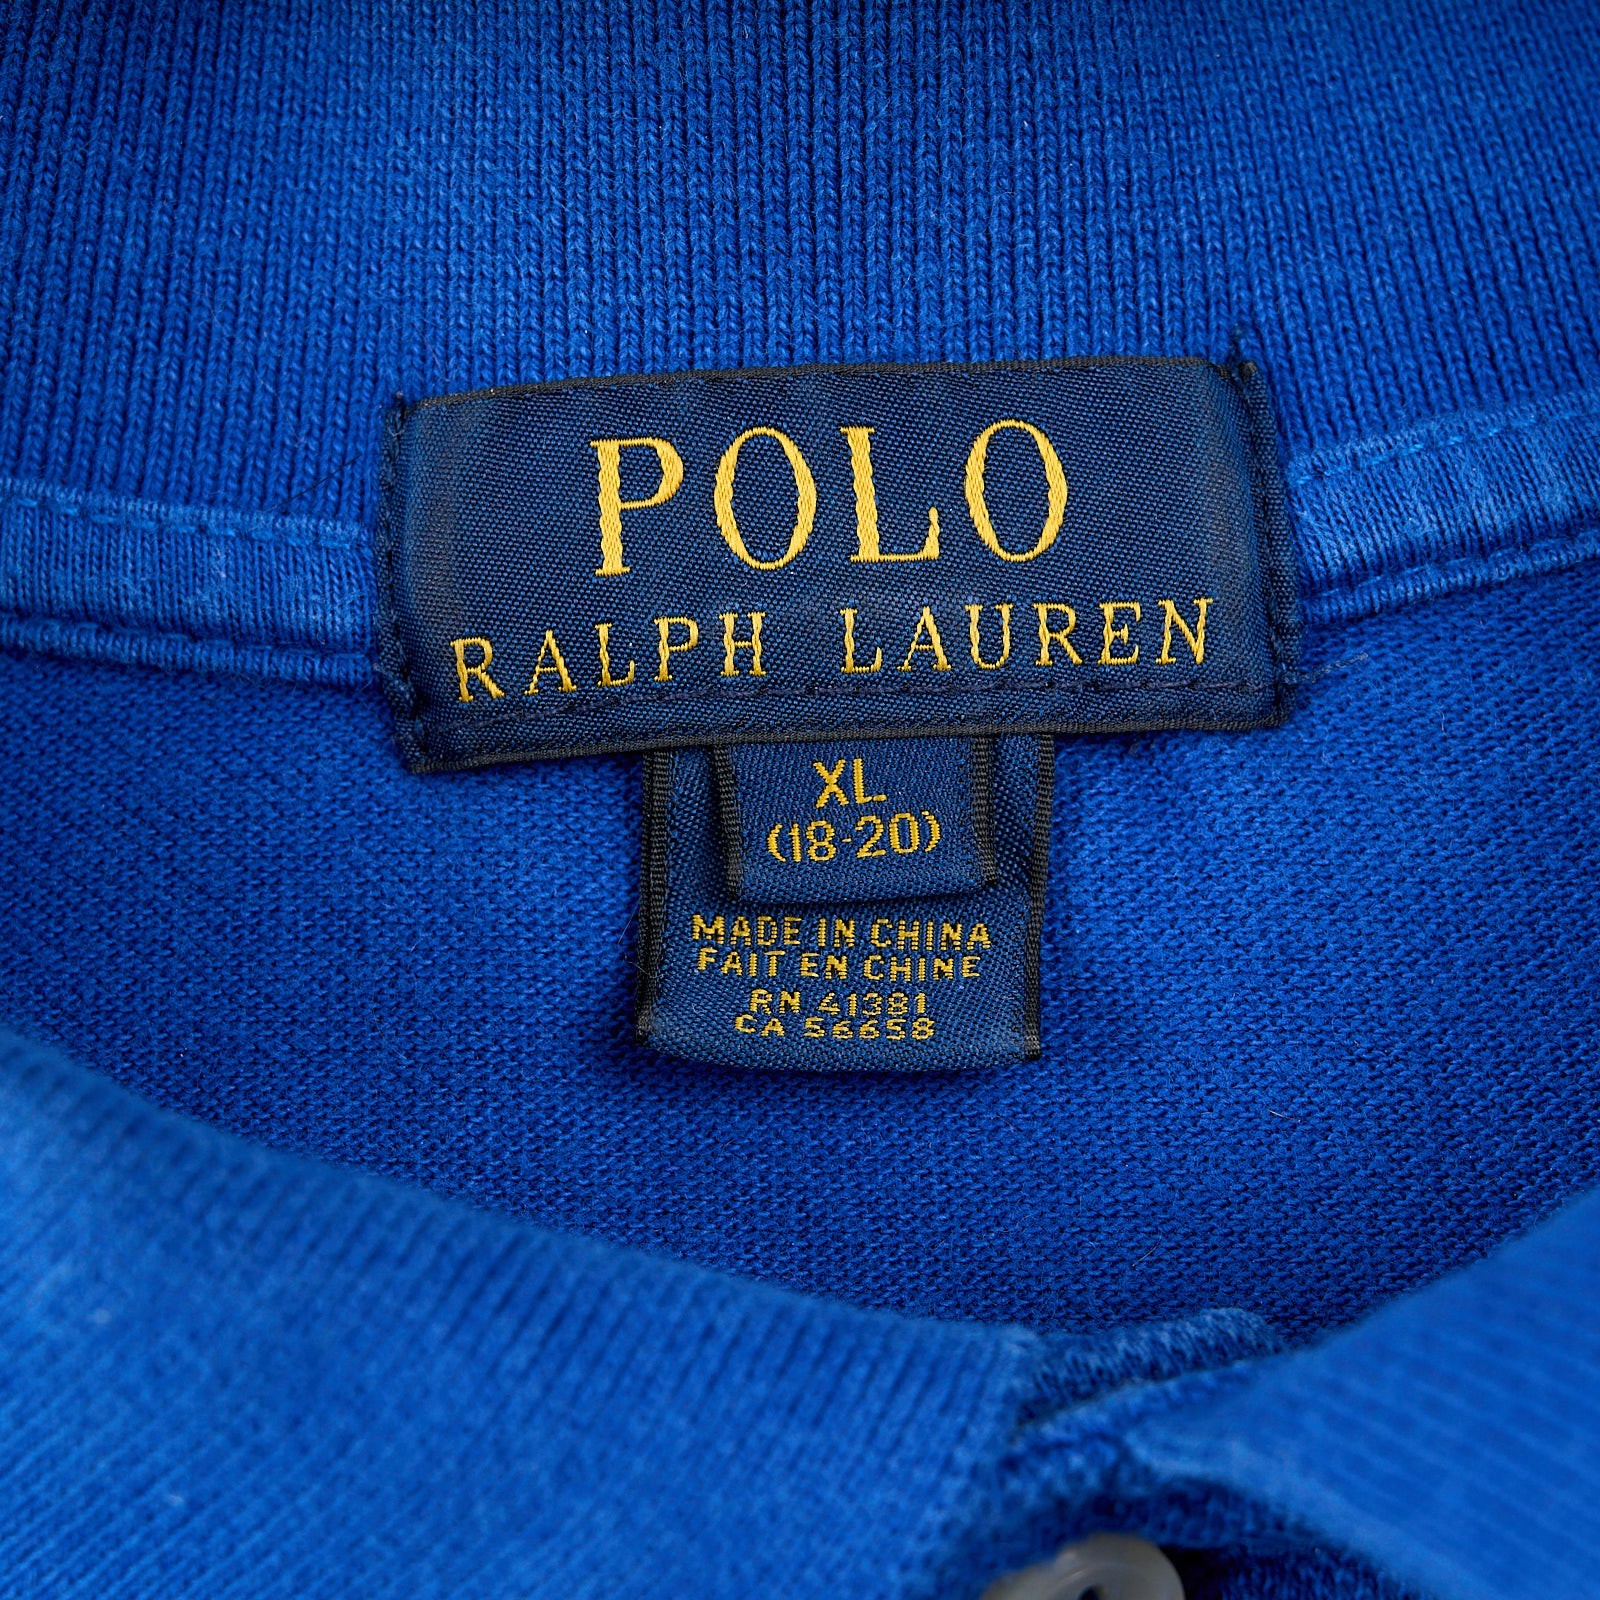 POLO
RALPH LAUREN
XL
(18-20)
MADE IN CHINA
FAIT EN CHINE
RN 41381
CA 56658